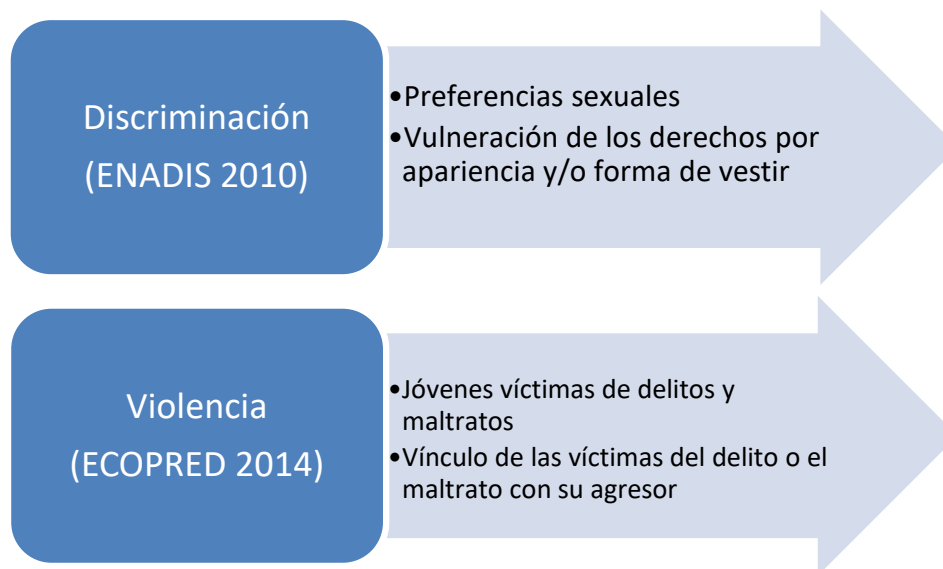 Discriminación
(ENADIS 2010)
•Preferencias sexuales
•Vulneración de los derechos por
apariencia y/o forma de vestir
Violencia
(ECOPRED 2014)
•Jóvenes víctimas de delitos y
maltratos
•Vínculo de las víctimas del delito o el
maltrato con su agresor